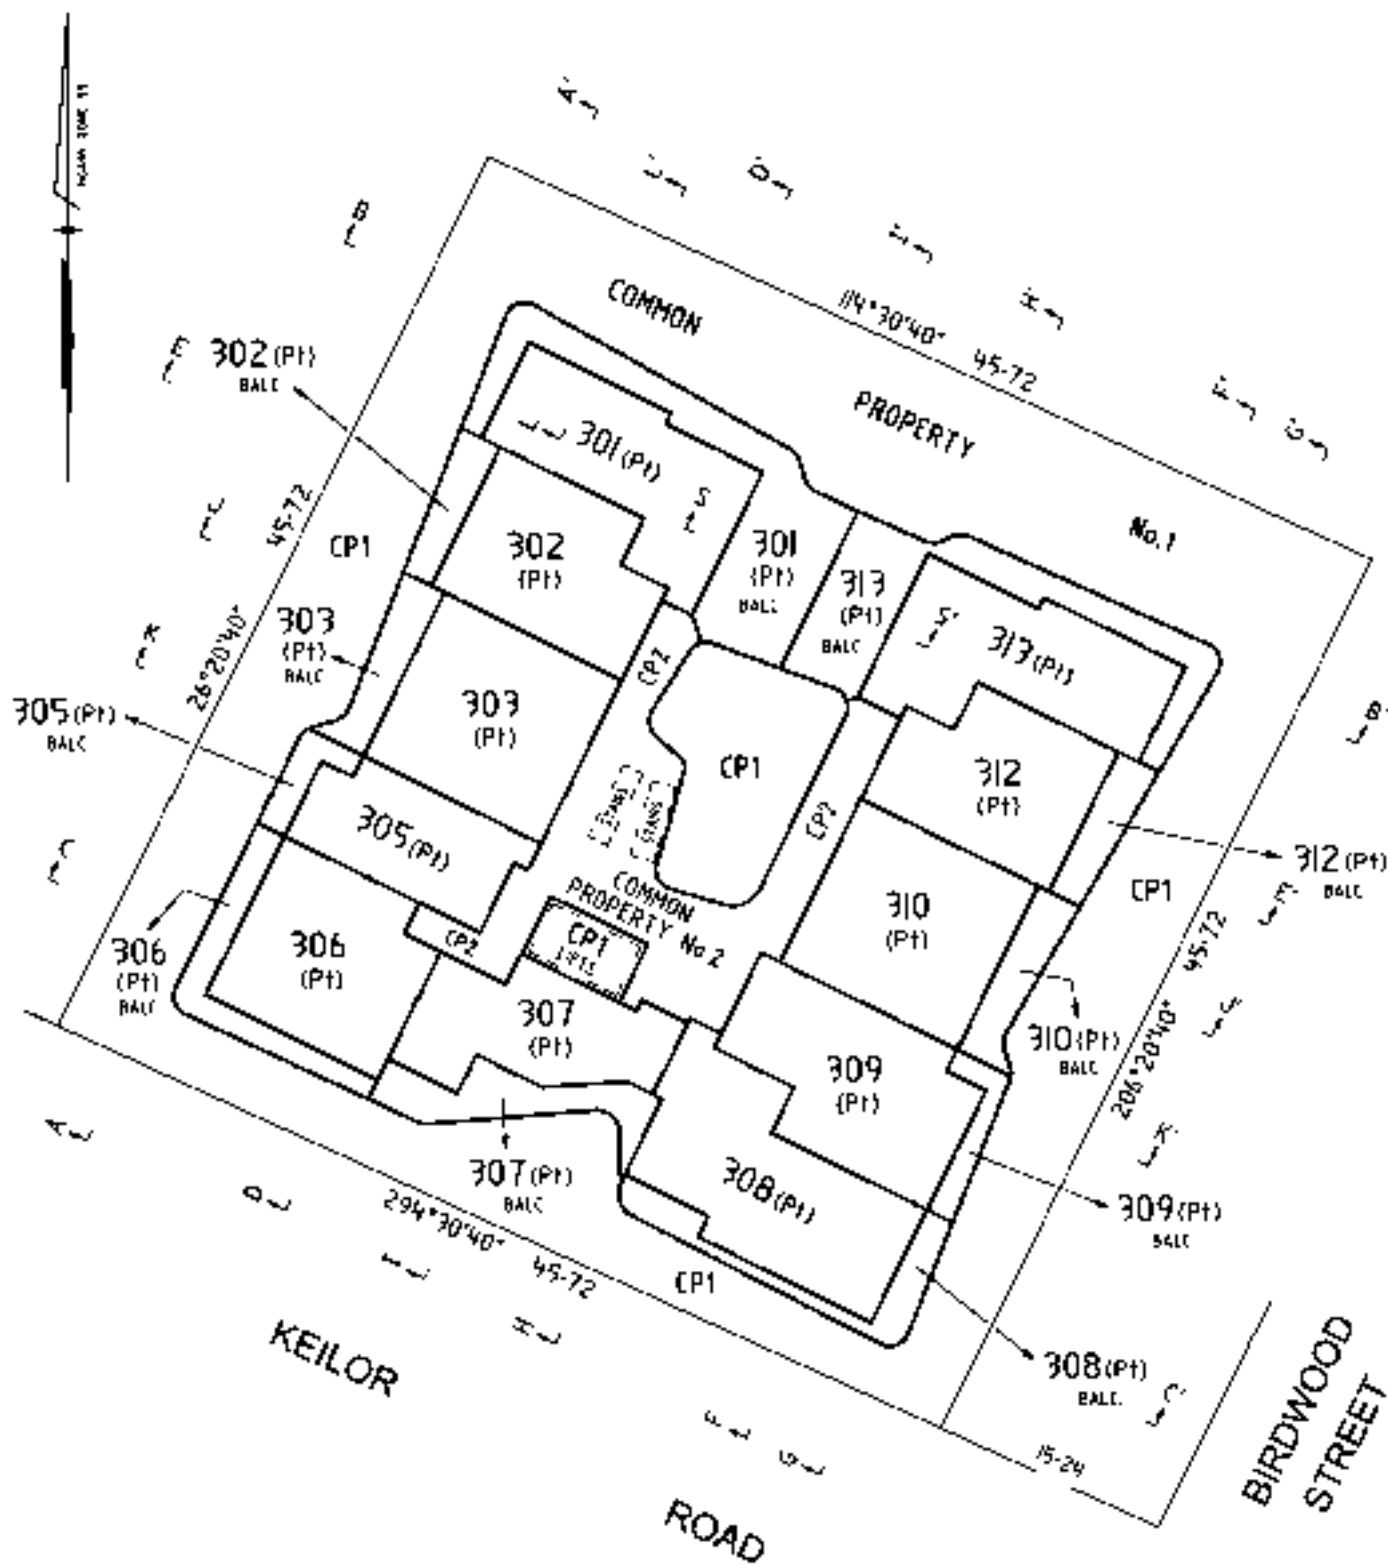 COMMON
114°30'40"
45-72
PROPERTY
No.1
302(Pt)
BALC
301(Pt)
45-72
CP1
302
(Pt)
301
(Pt)
BALC
313
(Pt)
BALC
313(Pt)
303
(Pt)
BALC
CP2
26°20'40"
303
(Pt)
305(Pt)
BALC
CP1
312
(Pt)
CP2
STAIRS
STAIRS
305(Pt)
312(Pt)
BALC
CP1
COMMON
PROPERTY No 2
310
(Pt)
306
(Pt)
BALC
306
(Pt)
CP2
CP1
LIFTS
45-72
307
(Pt)
310(Pt)
BALC
206°20'40"
309
(Pt)
307(Pt)
BALC
308(Pt)
309(Pt)
BALC
294°30'40"
45-72
CP1
308(Pt)
BALC.
KEILOR
ROAD
15-24
BIRDWOOD
STREET